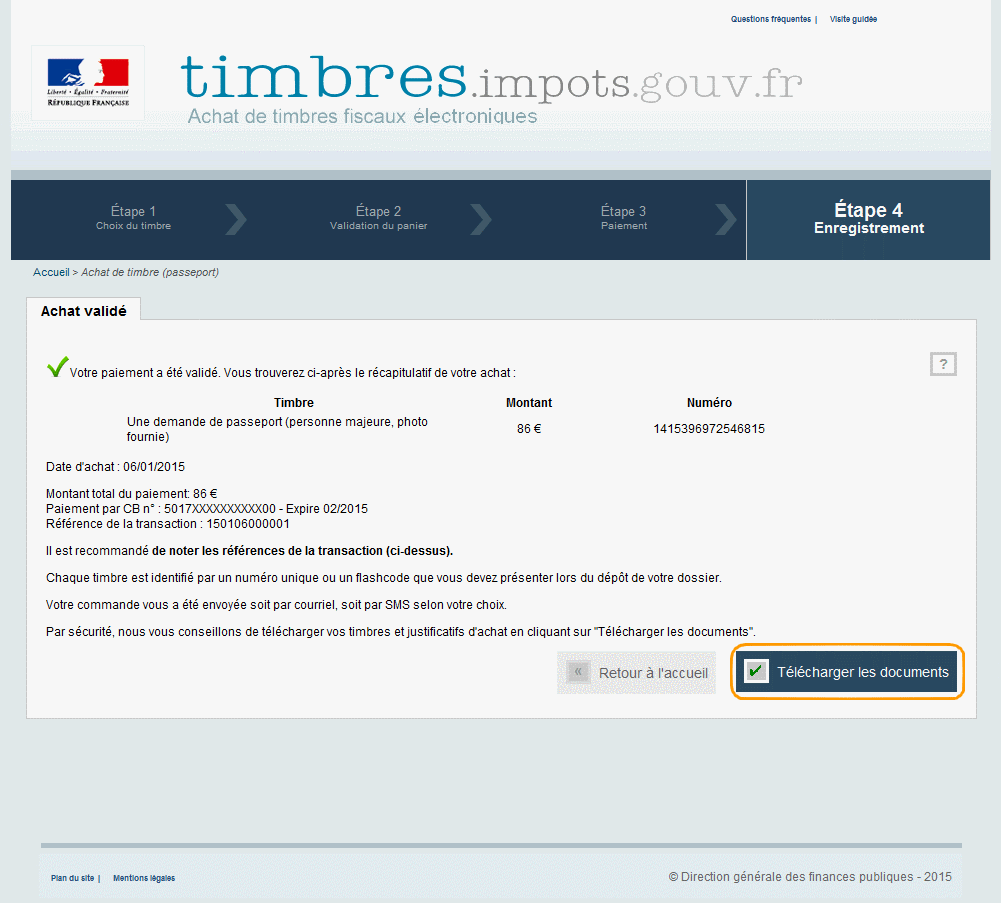 Questions fréquentes | Visite guidée
Liberté • Égalité • Fraternité
RÉPUBLIQUE FRANÇAISE
timbres.impots.gouv.fr
Achat de timbres fiscaux électroniques
Étape 1
Choix du timbre
Étape 2
Validation du panier
Étape 3
Paiement
Étape 4
Enregistrement
Accueil > Achat de timbre (passeport)
Achat validé
Votre paiement a été validé. Vous trouverez ci-après le récapitulatif de votre achat :
?
Timbre Montant Numéro
Une demande de passeport (personne majeure, photo
fournie)
86 € 1415396972546815
Date d'achat : 06/01/2015
Montant total du paiement: 86 €
Paiement par CB n° : 5017XXXXXXXXXX00 - Expire 02/2015
Référence de la transaction : 150106000001
Il est recommandé de noter les références de la transaction (ci-dessus).
Chaque timbre est identifié par un numéro unique ou un flashcode que vous devez présenter lors du dépôt de votre dossier.
Votre commande vous a été envoyée soit par courriel, soit par SMS selon votre choix.
Par sécurité, nous vous conseillons de télécharger vos timbres et justificatifs d'achat en cliquant sur "Télécharger les documents".
« Retour à l'accueil
Télécharger les documents
Plan du site | Mentions légales
© Direction générale des finances publiques - 2015